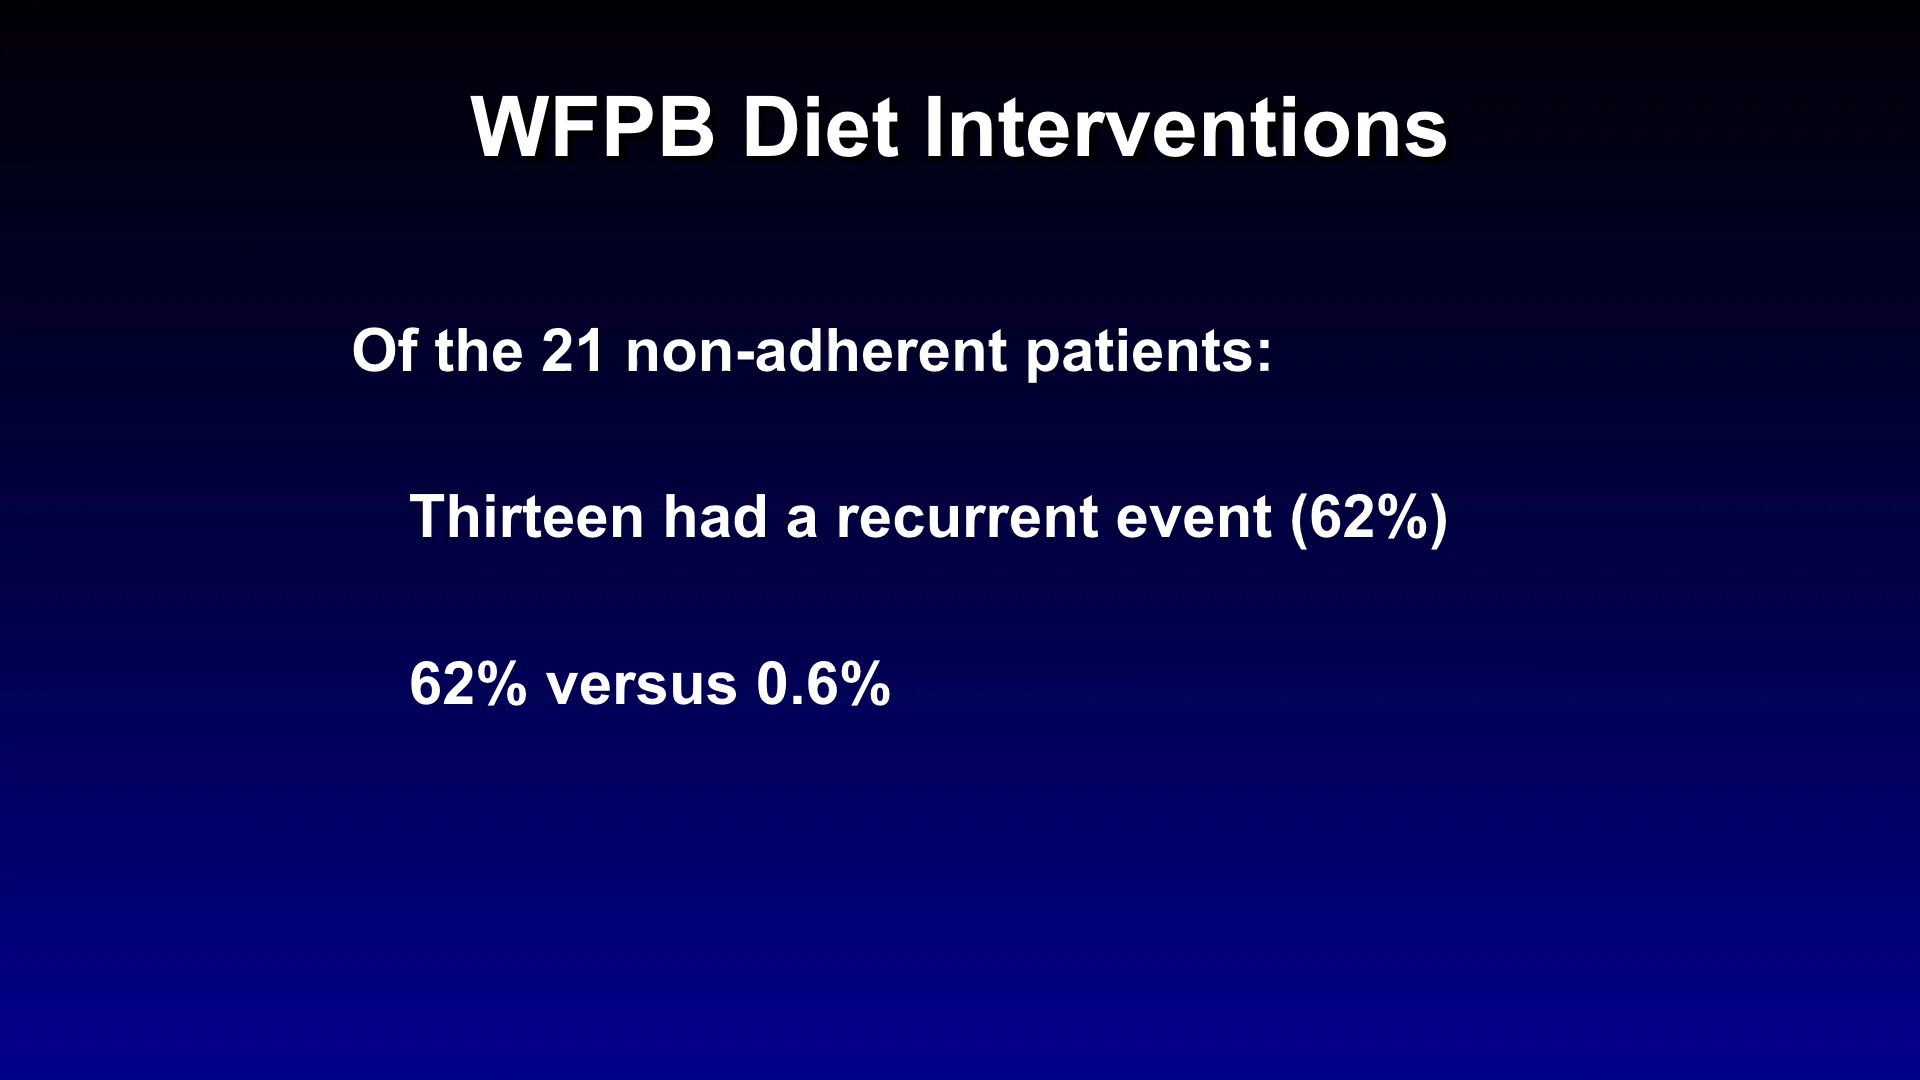 WFPB Diet Interventions
Of the 21 non-adherent patients:
Thirteen had a recurrent event (62%)
62% versus 0.6%